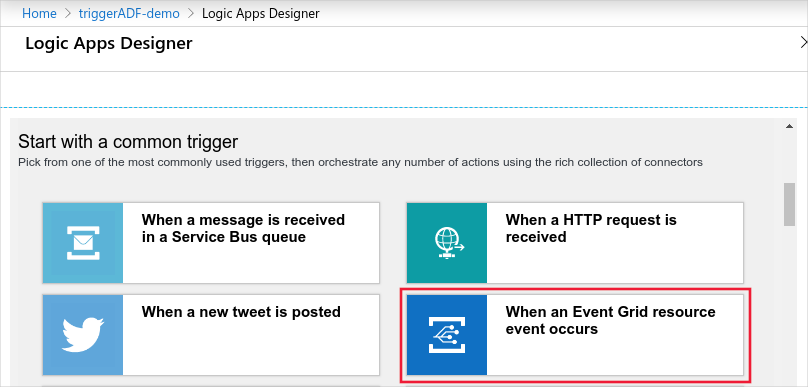 Home > triggerADF-demo > Logic Apps Designer
Logic Apps Designer
Start with a common trigger
Pick from one of the most commonly used triggers, then orchestrate any number of actions using the rich collection of connectors
When a message is received
in a Service Bus queue
When a HTTP request is
received
When a new tweet is posted
When an Event Grid resource
event occurs